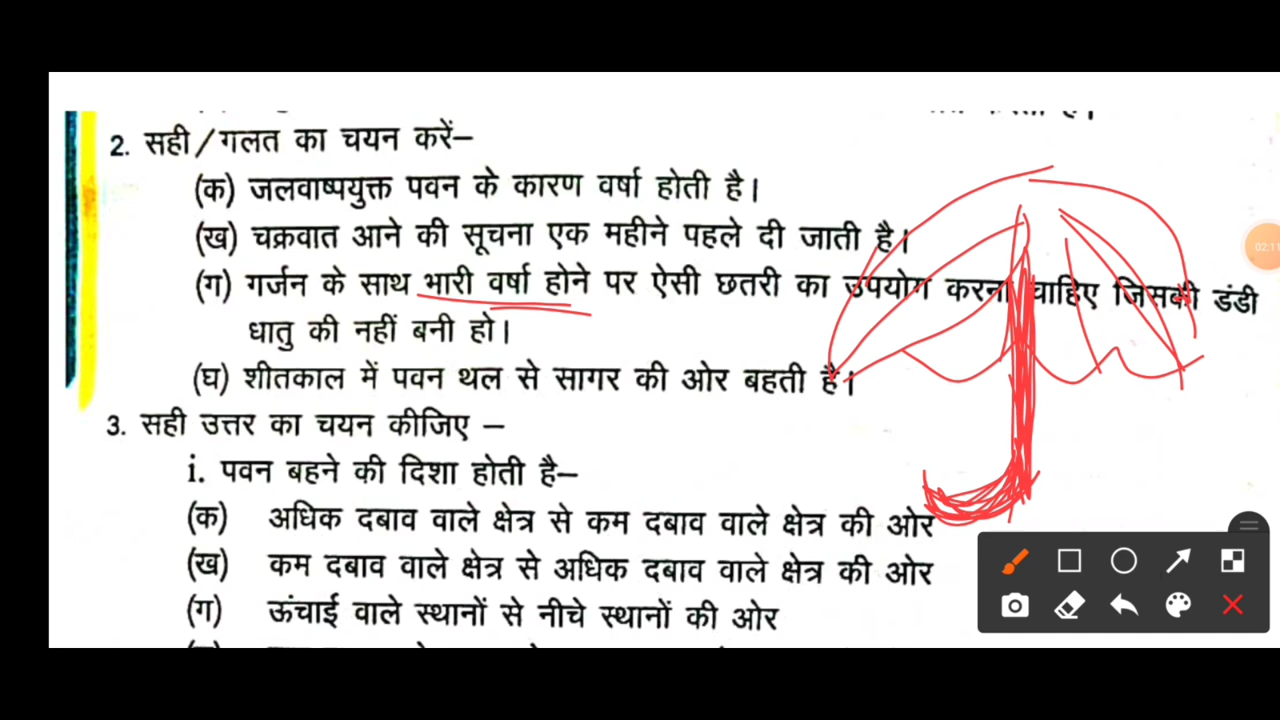 2. सही/गलत का चयन करें–
(क) जलवाष्पयुक्त पवन के कारण वर्षा होती है।
(ख) चक्रवात आने की सूचना एक महीने पहले दी जाती है।
(ग) गर्जन के साथ भारी वर्षा होने पर ऐसी छतरी का उपयोग करना चाहिए जिसकी डंडी
धातु की नहीं बनी हो।
(घ) शीतकाल में पवन थल से सागर की ओर बहती है।
3. सही उत्तर का चयन कीजिए –
i. पवन बहने की दिशा होती है–
(क) अधिक दबाव वाले क्षेत्र से कम दबाव वाले क्षेत्र की ओर
(ख) कम दबाव वाले क्षेत्र से अधिक दबाव वाले क्षेत्र की ओर
(ग) ऊंचाई वाले स्थानों से नीचे स्थानों की ओर
02:11